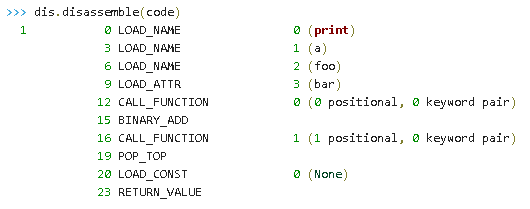 >>> dis.disassemble(code)
1 0 LOAD_NAME 0 (print)
3 LOAD_NAME 1 (a)
6 LOAD_NAME 2 (foo)
9 LOAD_ATTR 3 (bar)
12 CALL_FUNCTION 0 (0 positional, 0 keyword pair)
15 BINARY_ADD
16 CALL_FUNCTION 1 (1 positional, 0 keyword pair)
19 POP_TOP
20 LOAD_CONST 0 (None)
23 RETURN_VALUE